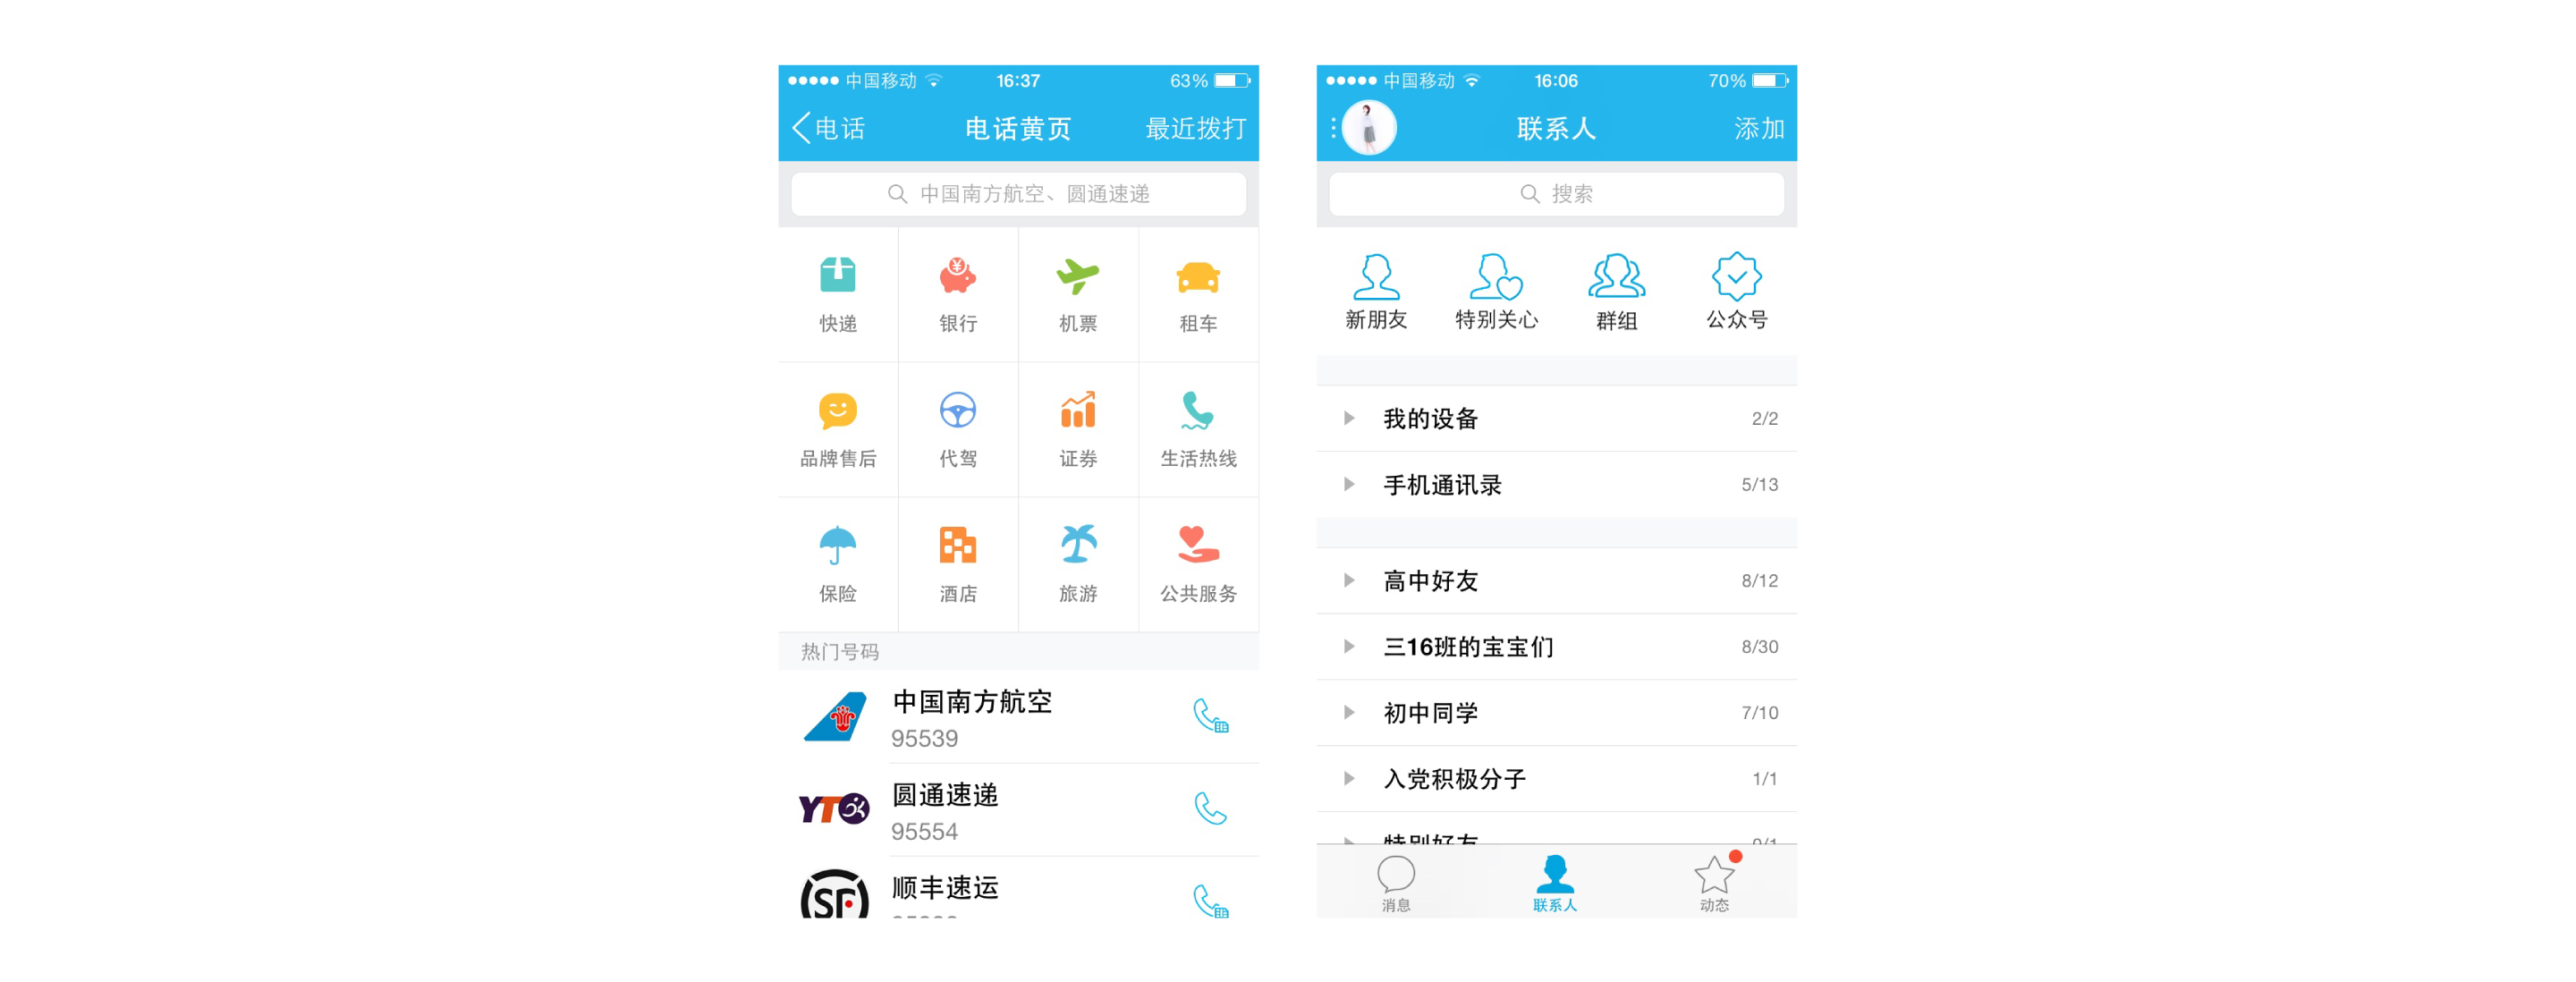 中国移动 16:37 63%
电话 电话黄页 最近拨打
中国南方航空、圆通速递
快递 银行 机票 租车
品牌售后 代驾 证券 生活热线
保险 酒店 旅游 公共服务
热门号码
中国南方航空
95539
YTO
圆通速递
95554
SF
顺丰速运
中国移动 16:06 70%
联系人 添加
搜索
新朋友 特别关心 群组 公众号
我的设备 2/2
手机通讯录 5/13
高中好友 8/12
三16班的宝宝们 8/30
初中同学 7/10
入党积极分子 1/1
特别好友 0/1
消息 联系人 动态